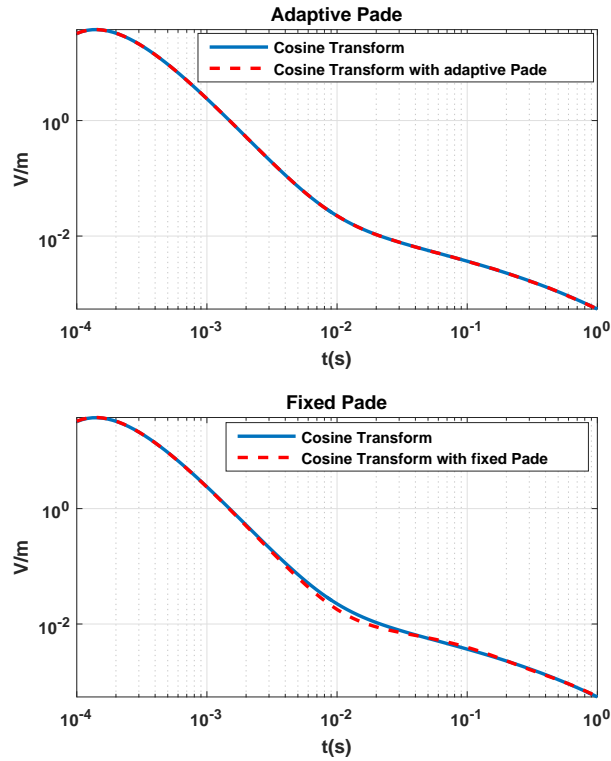 Adaptive Pade
Cosine Transform
Cosine Transform with adaptive Pade
10^0
V/m
10^-2
10^-4 10^-3 10^-2 10^-1 10^0
t(s)
Fixed Pade
Cosine Transform
Cosine Transform with fixed Pade
10^0
V/m
10^-2
10^-4 10^-3 10^-2 10^-1 10^0
t(s)